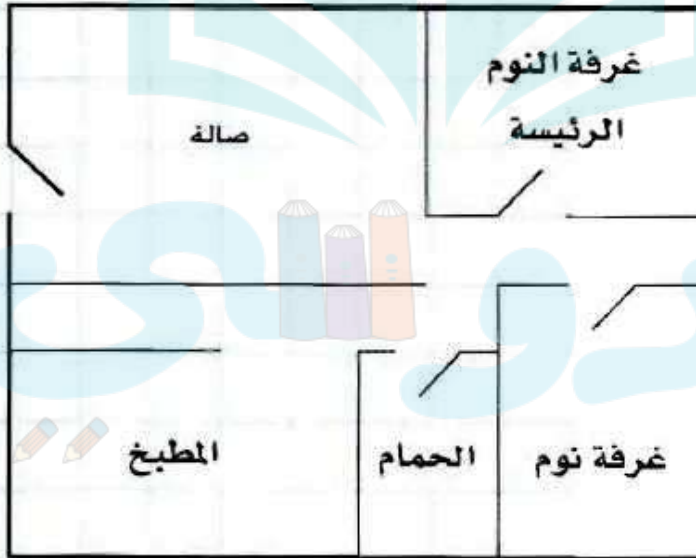 غرفة النوم
الرئيسة
صالة
غرفة نوم
الحمام
المطبخ